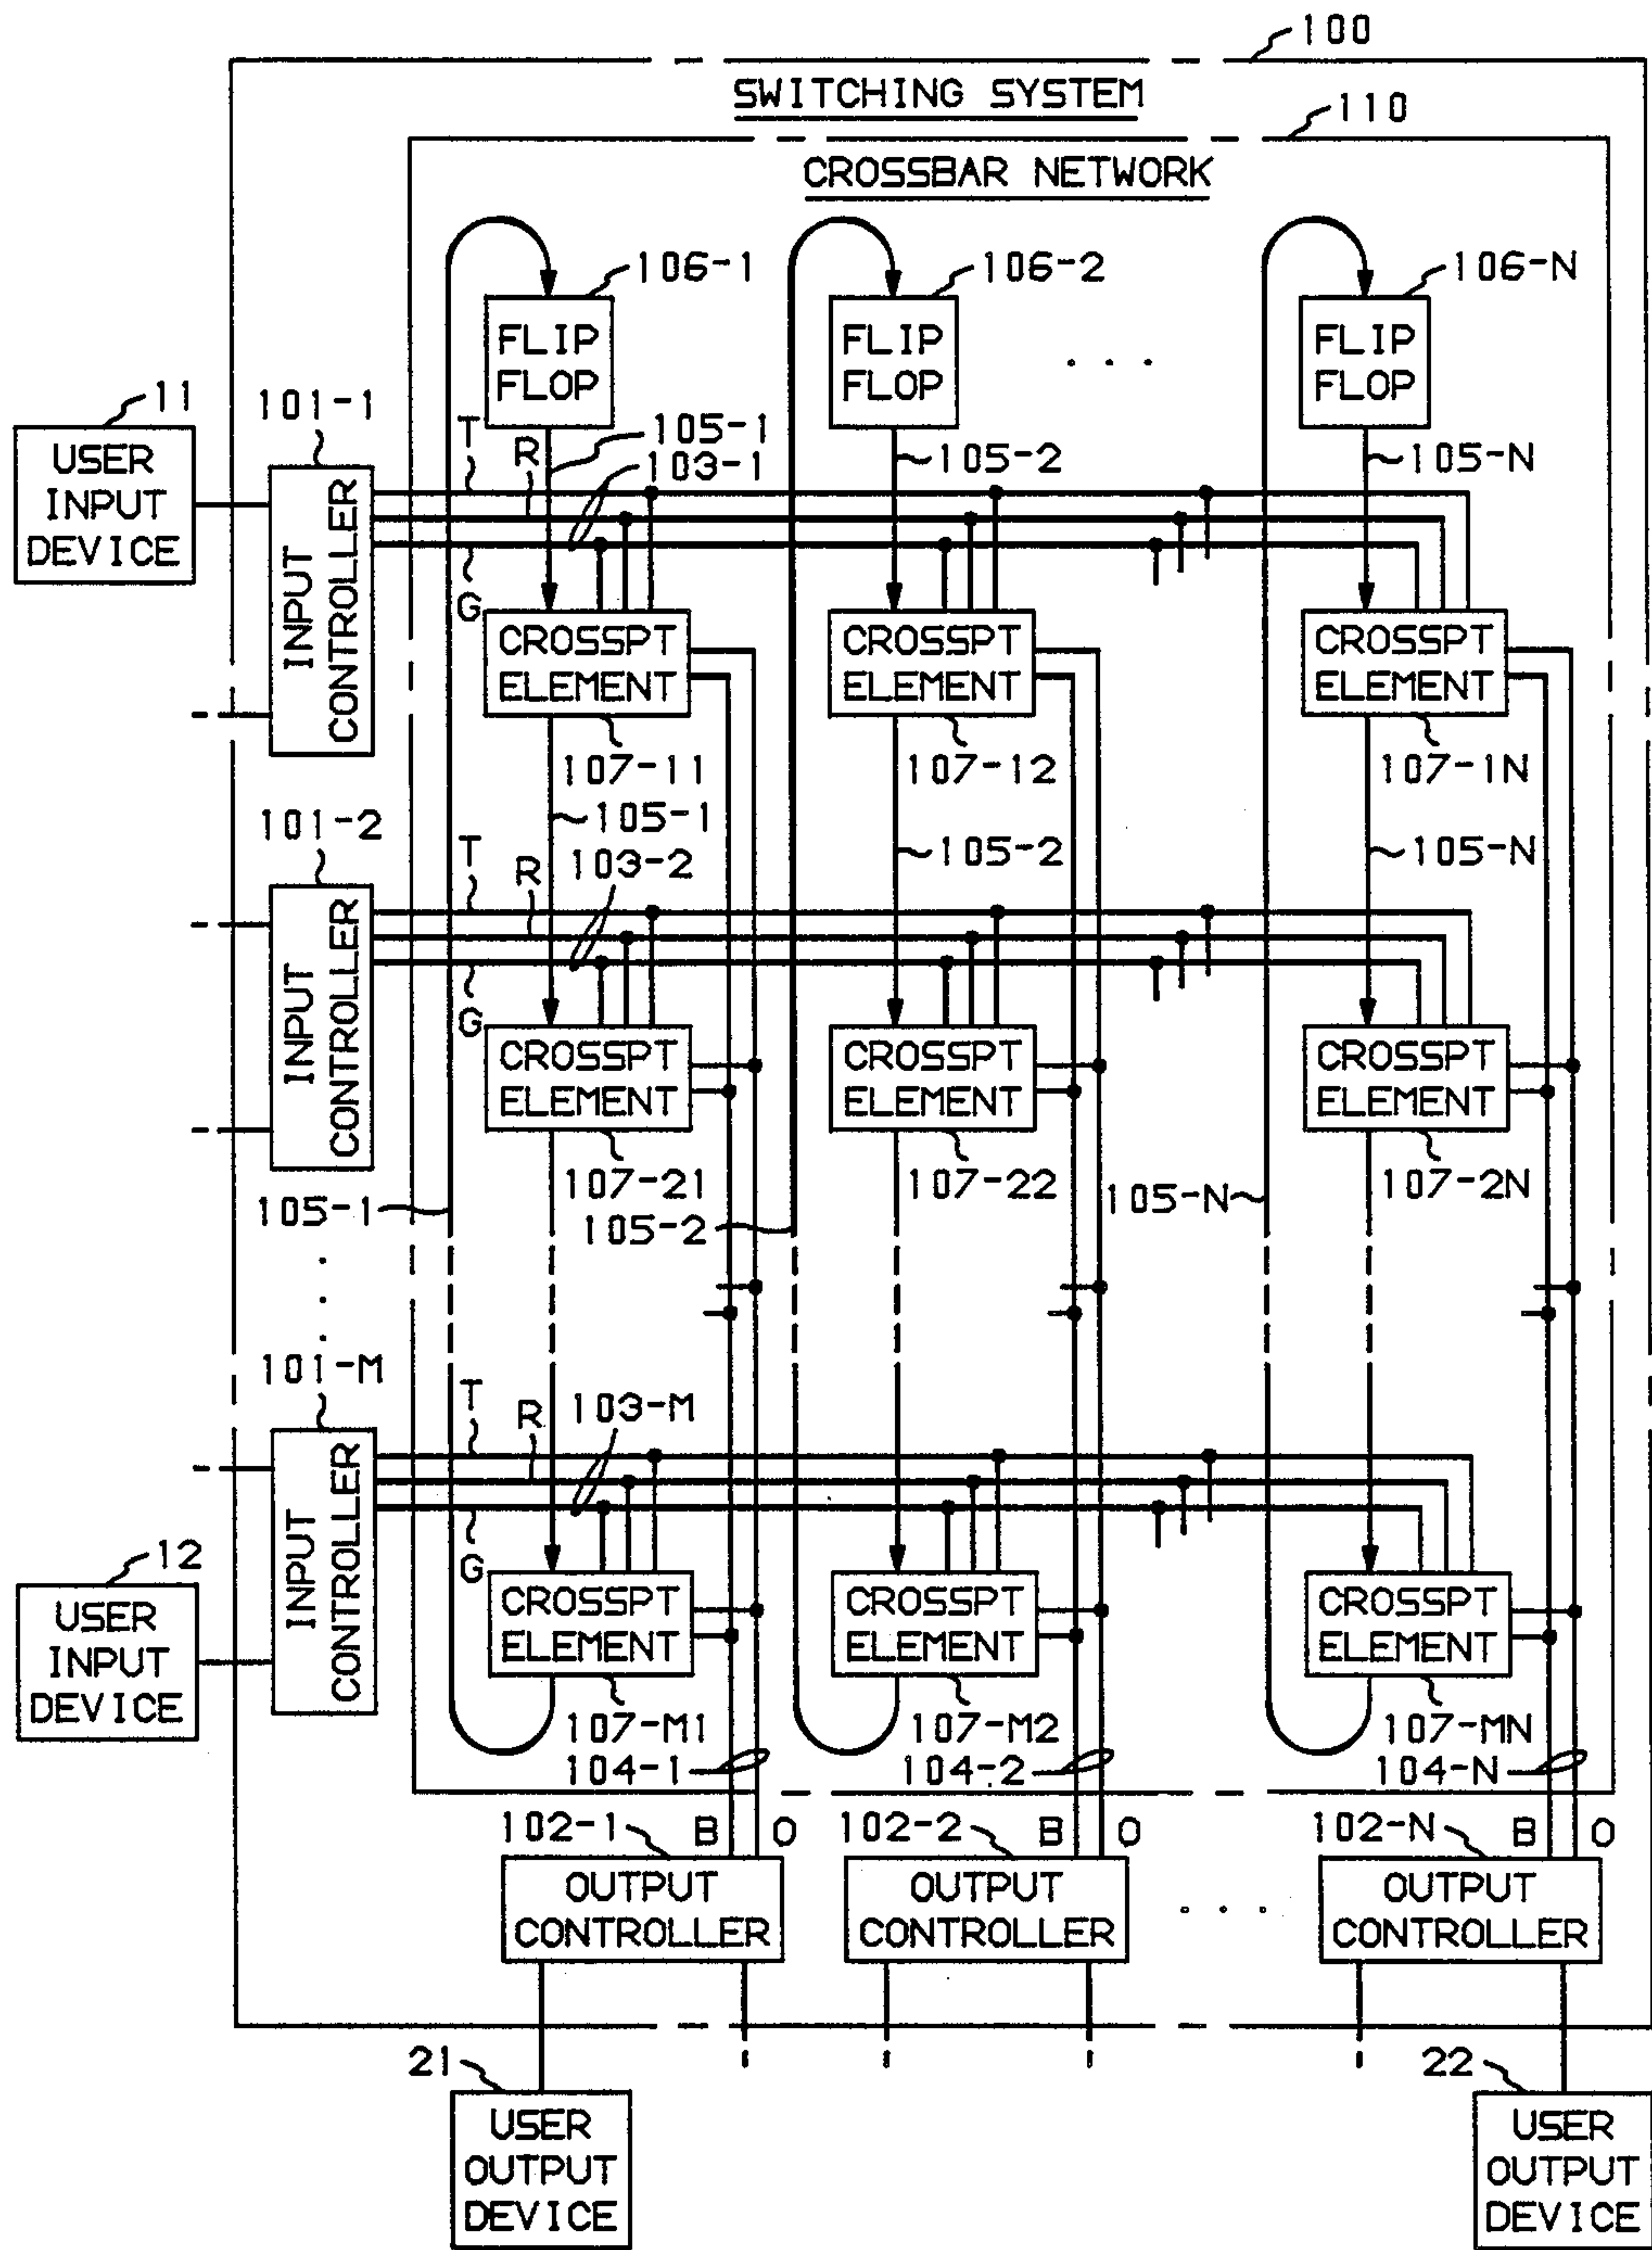 100
SWITCHING SYSTEM
110
CROSSBAR NETWORK
106-1
106-2
106-N
FLIP
FLOP
FLIP
FLOP
. . .
FLIP
FLOP
11
USER
INPUT
DEVICE
101-1
INPUT
CONTROLLER
T
R
G
105-1
103-1
105-2
105-N
CROSSPT
ELEMENT
CROSSPT
ELEMENT
CROSSPT
ELEMENT
107-11
107-12
107-1N
105-1
105-2
105-N
101-2
INPUT
CONTROLLER
T
R
G
103-2
CROSSPT
ELEMENT
CROSSPT
ELEMENT
CROSSPT
ELEMENT
107-21
107-22
107-2N
105-1
105-2
105-N
. . . .
101-M
INPUT
CONTROLLER
T
R
G
103-M
12
USER
INPUT
DEVICE
CROSSPT
ELEMENT
CROSSPT
ELEMENT
CROSSPT
ELEMENT
107-M1
107-M2
107-MN
104-1
104-2
104-N
102-1
B
O
102-2
B
O
102-N
B
O
OUTPUT
CONTROLLER
OUTPUT
CONTROLLER
. . .
OUTPUT
CONTROLLER
21
USER
OUTPUT
DEVICE
22
USER
OUTPUT
DEVICE